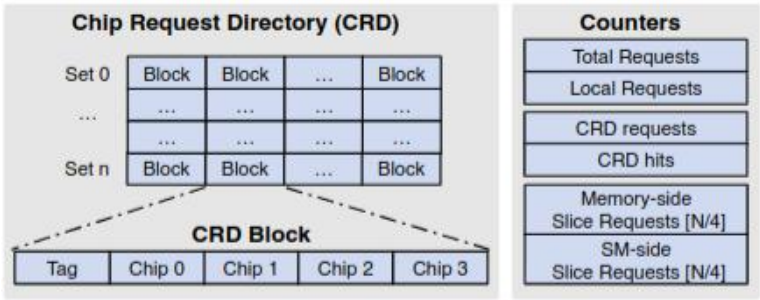 Chip Request Directory (CRD)
Set 0 Block Block ... Block
... ... ... ... ...
... ... ... ...
Set n Block Block ... Block
CRD Block
Tag Chip 0 Chip 1 Chip 2 Chip 3
Counters
Total Requests
Local Requests
CRD requests
CRD hits
Memory-side
Slice Requests [N/4]
SM-side
Slice Requests [N/4]